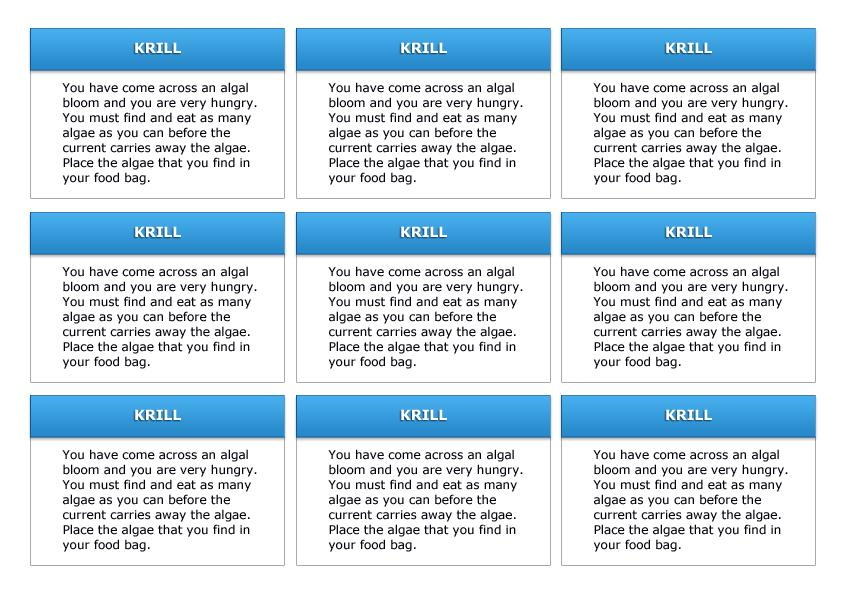 KRILL
You have come across an algal
bloom and you are very hungry.
You must find and eat as many
algae as you can before the
current carries away the algae.
Place the algae that you find in
your food bag.
KRILL
You have come across an algal
bloom and you are very hungry.
You must find and eat as many
algae as you can before the
current carries away the algae.
Place the algae that you find in
your food bag.
KRILL
You have come across an algal
bloom and you are very hungry.
You must find and eat as many
algae as you can before the
current carries away the algae.
Place the algae that you find in
your food bag.
KRILL
You have come across an algal
bloom and you are very hungry.
You must find and eat as many
algae as you can before the
current carries away the algae.
Place the algae that you find in
your food bag.
KRILL
You have come across an algal
bloom and you are very hungry.
You must find and eat as many
algae as you can before the
current carries away the algae.
Place the algae that you find in
your food bag.
KRILL
You have come across an algal
bloom and you are very hungry.
You must find and eat as many
algae as you can before the
current carries away the algae.
Place the algae that you find in
your food bag.
KRILL
You have come across an algal
bloom and you are very hungry.
You must find and eat as many
algae as you can before the
current carries away the algae.
Place the algae that you find in
your food bag.
KRILL
You have come across an algal
bloom and you are very hungry.
You must find and eat as many
algae as you can before the
current carries away the algae.
Place the algae that you find in
your food bag.
KRILL
You have come across an algal
bloom and you are very hungry.
You must find and eat as many
algae as you can before the
current carries away the algae.
Place the algae that you find in
your food bag.